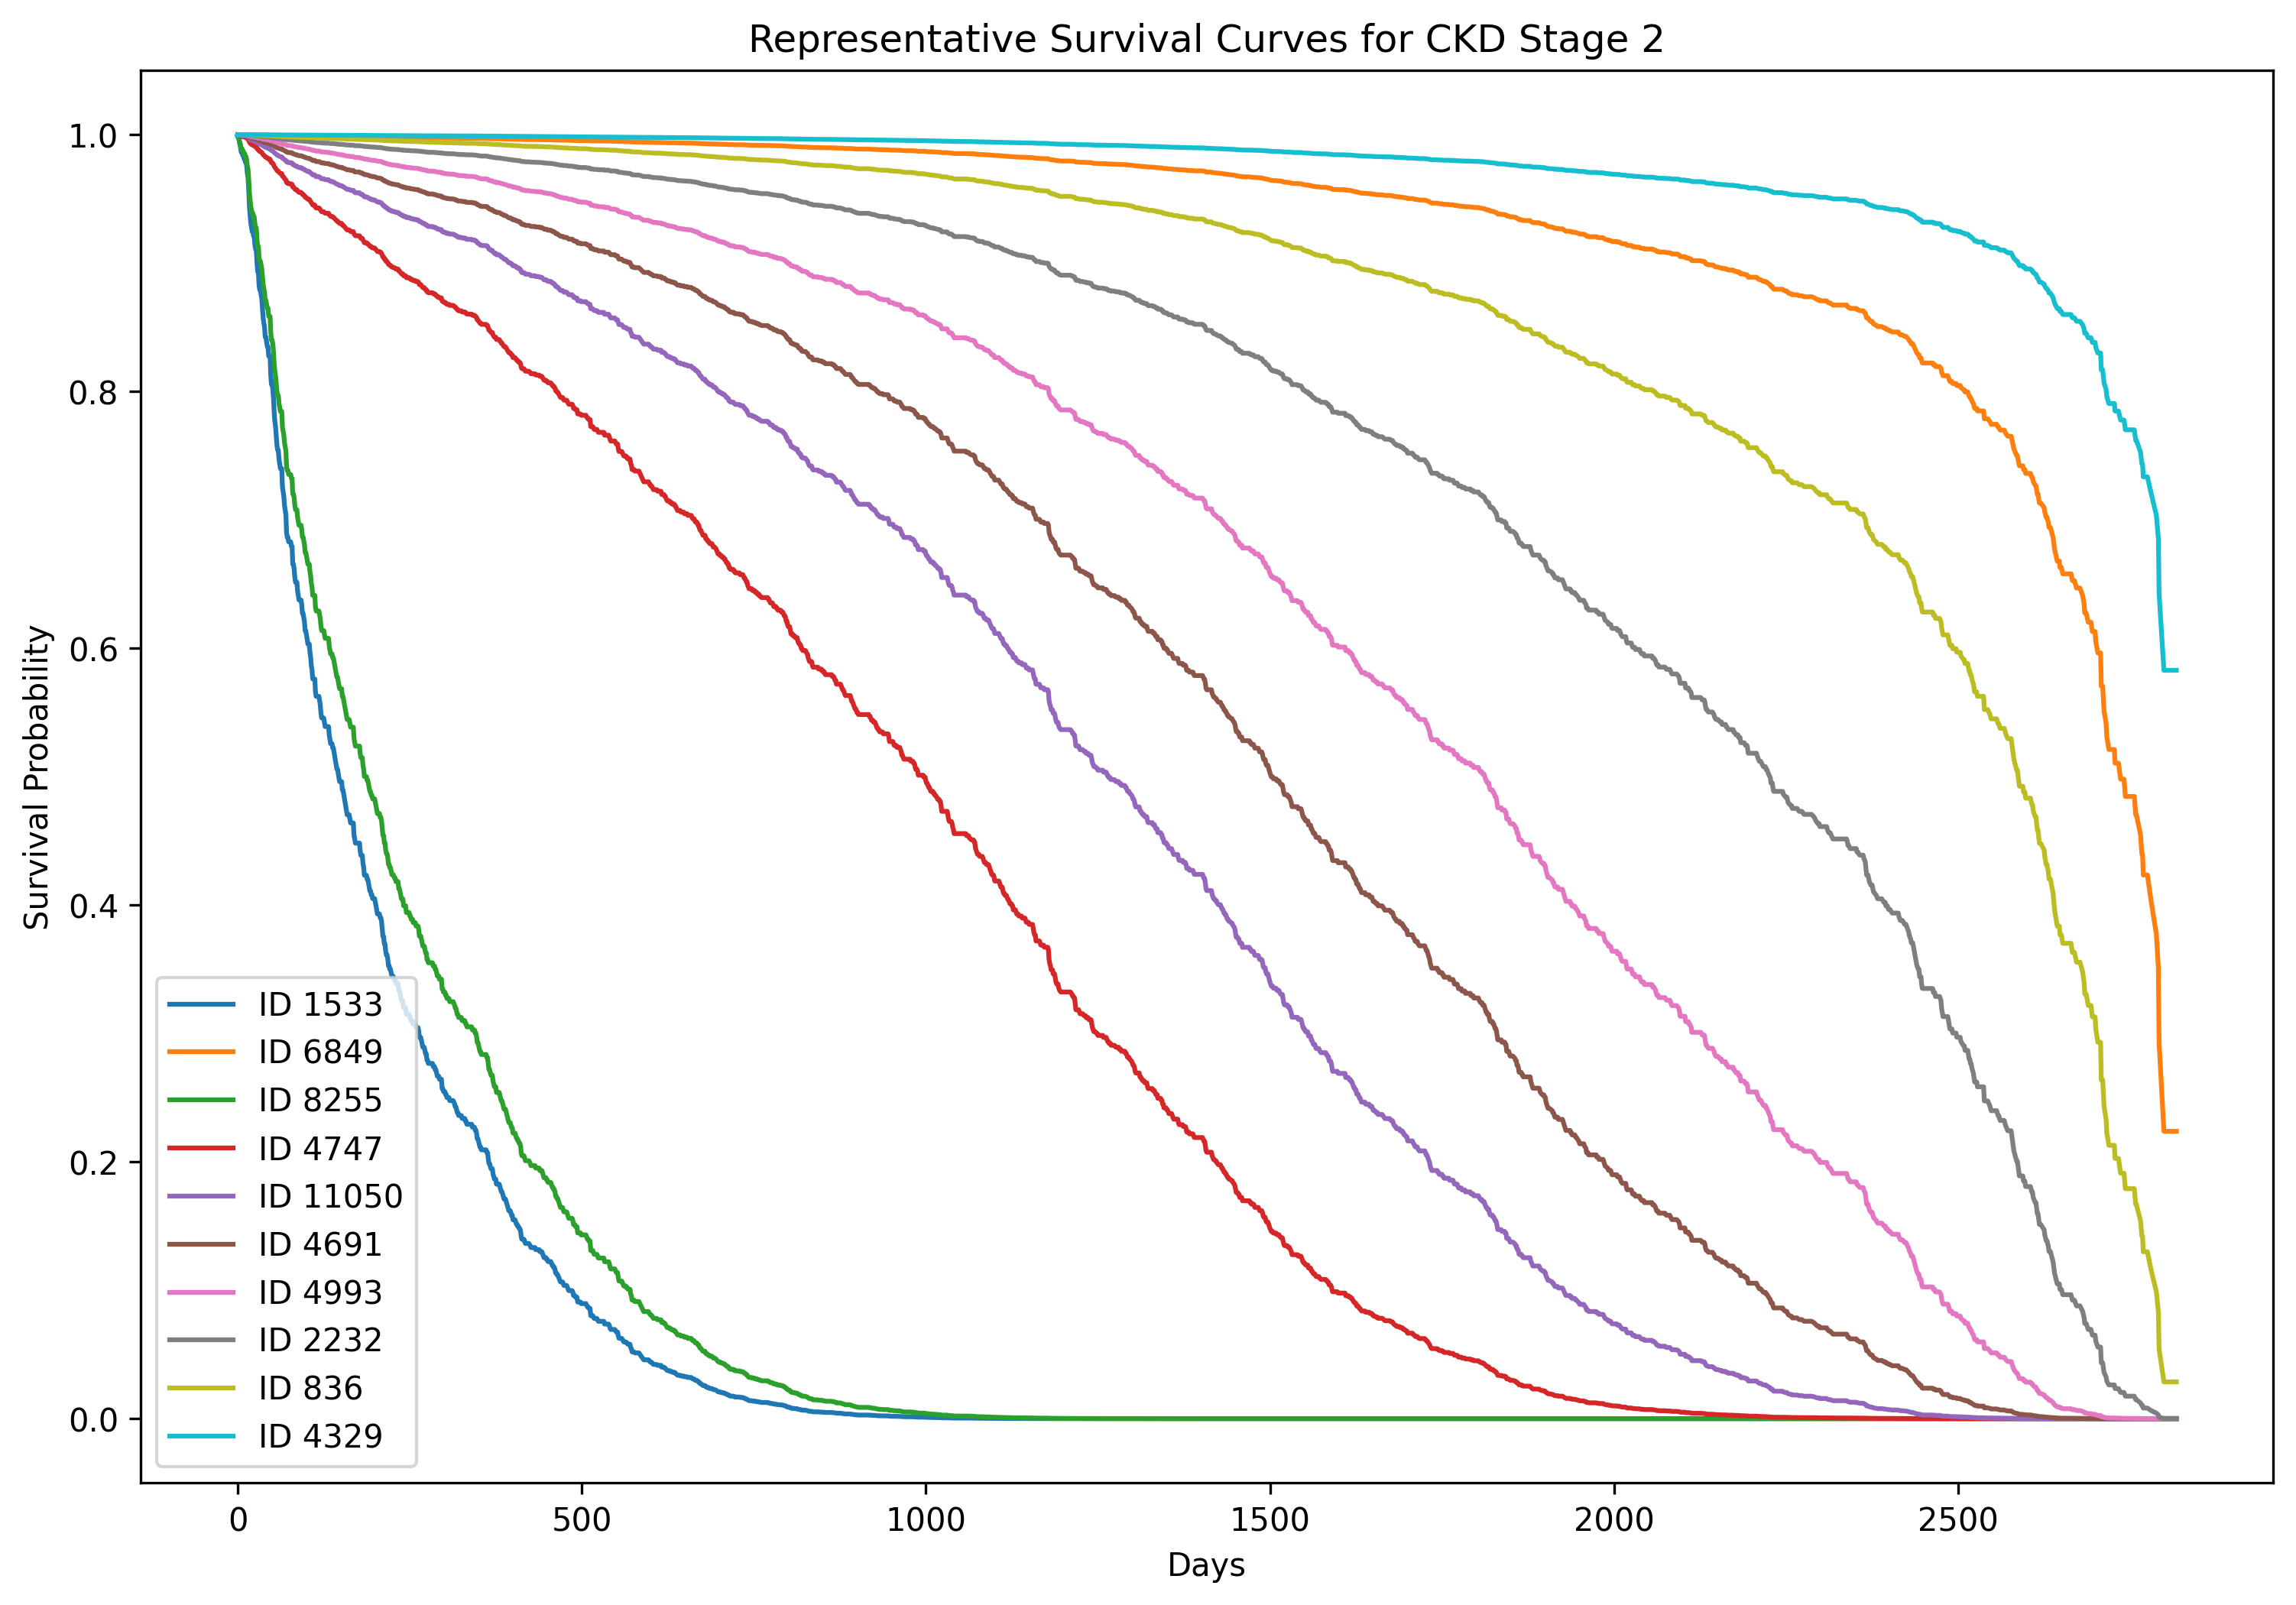 Representative Survival Curves for CKD Stage 2
Survival Probability
1.0
0.8
0.6
0.4
0.2
0.0
ID 1533
ID 6849
ID 8255
ID 4747
ID 11050
ID 4691
ID 4993
ID 2232
ID 836
ID 4329
0 500 1000 1500 2000 2500
Days